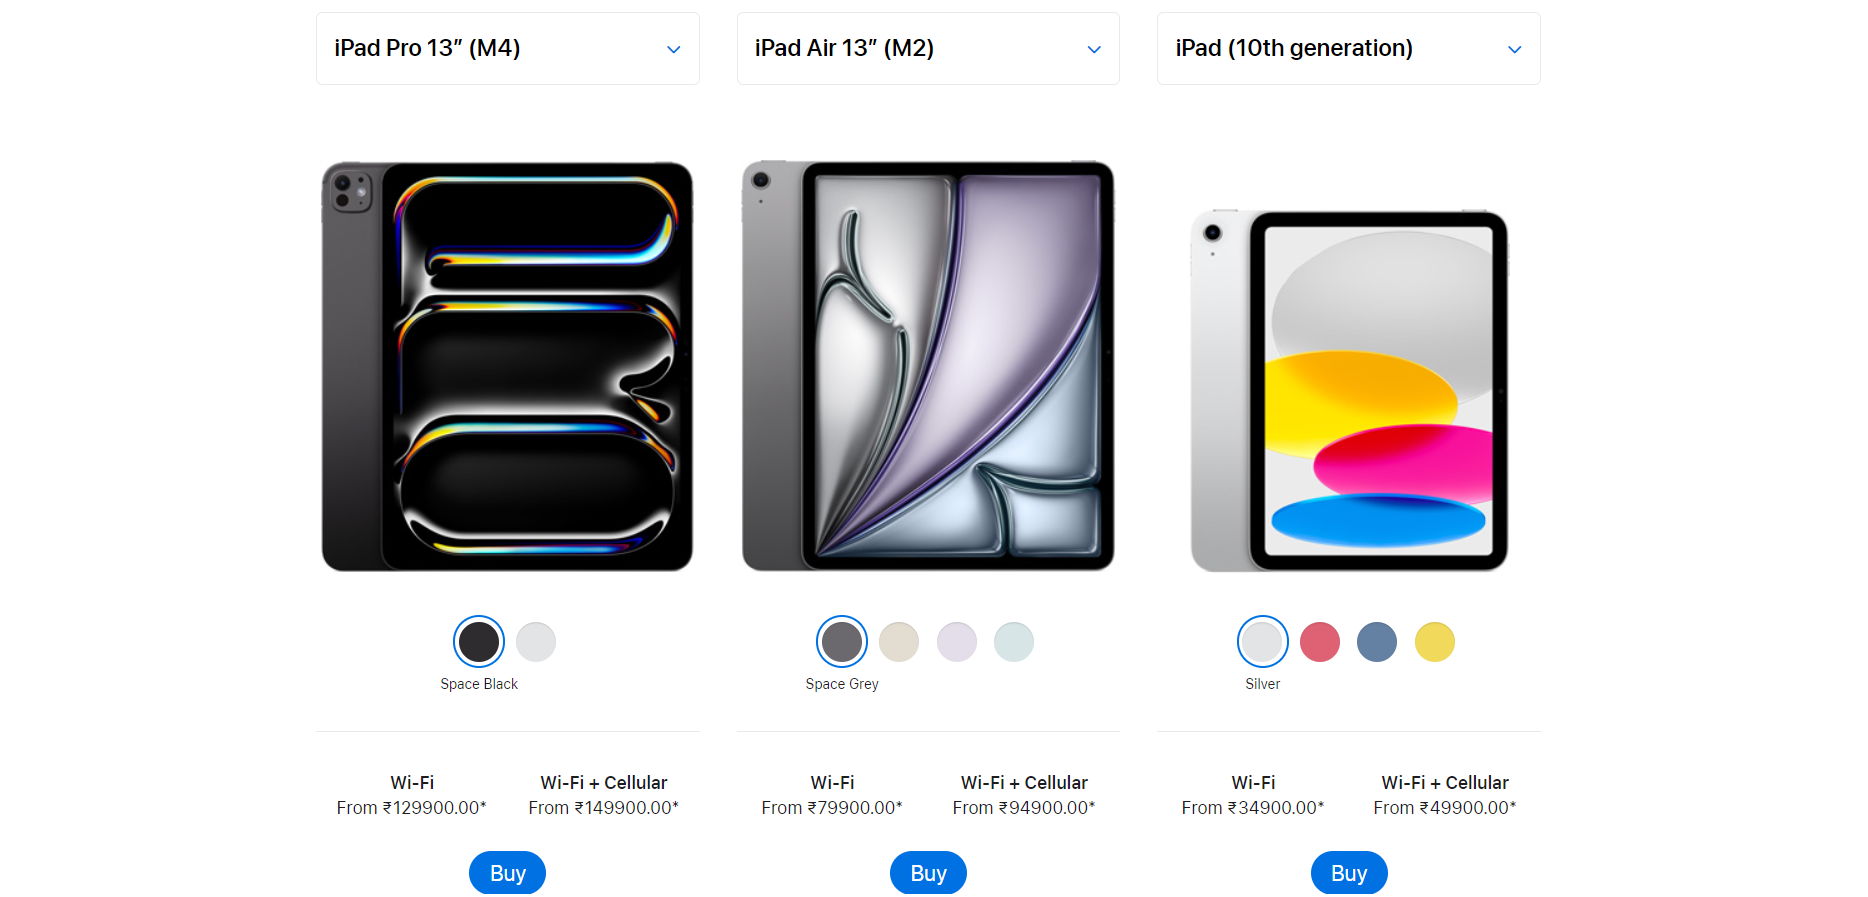 iPad Pro 13” (M4)
iPad Air 13” (M2)
iPad (10th generation)
Space Black
Space Grey
Silver
Wi-Fi
From ₹129900.00*
Wi-Fi + Cellular
From ₹149900.00*
Wi-Fi
From ₹79900.00*
Wi-Fi + Cellular
From ₹94900.00*
Wi-Fi
From ₹34900.00*
Wi-Fi + Cellular
From ₹49900.00*
Buy
Buy
Buy